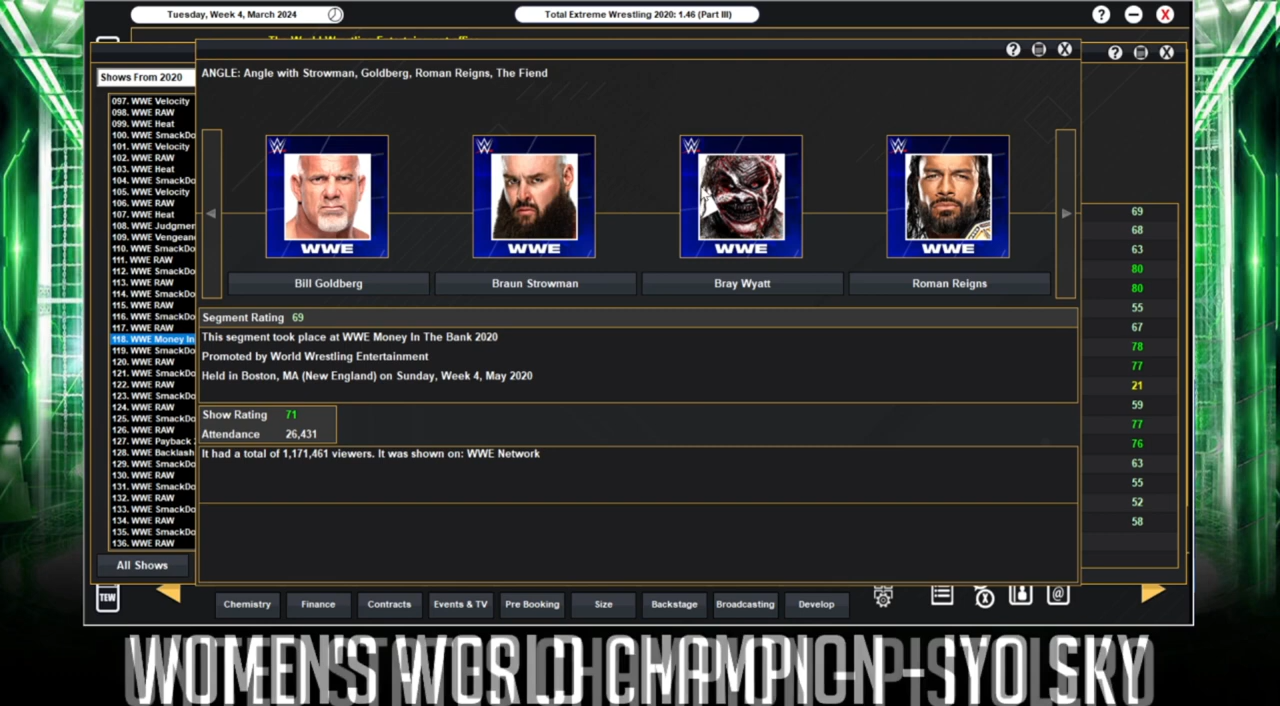 Tuesday, Week 4, March 2024
Total Extreme Wrestling 2020: 1.46 (Part III)
?
X
Shows From 2020
097. WWE Velocity
098. WWE RAW
099. WWE Heat
100. WWE SmackDo
101. WWE Velocity
102. WWE RAW
103. WWE Heat
104. WWE SmackDo
105. WWE Velocity
106. WWE RAW
107. WWE Heat
108. WWE Judgmen
109. WWE Vengean
110. WWE SmackDo
111. WWE RAW
112. WWE SmackDo
113. WWE RAW
114. WWE SmackDo
115. WWE RAW
116. WWE SmackDo
117. WWE RAW
118. WWE Money In
119. WWE SmackDo
120. WWE RAW
121. WWE SmackDo
122. WWE RAW
123. WWE SmackDo
124. WWE RAW
125. WWE SmackDo
126. WWE RAW
127. WWE Payback
128. WWE Backlash
129. WWE SmackDo
130. WWE RAW
131. WWE SmackDo
132. WWE RAW
133. WWE SmackDo
134. WWE RAW
135. WWE SmackDo
136. WWE RAW
All Shows
ANGLE: Angle with Strowman, Goldberg, Roman Reigns, The Fiend
WWE WWE WWE WWE
Bill Goldberg
Braun Strowman
Bray Wyatt
Roman Reigns
Segment Rating 69
This segment took place at WWE Money In The Bank 2020
Promoted by World Wrestling Entertainment
Held in Boston, MA (New England) on Sunday, Week 4, May 2020
Show Rating 71
Attendance 26,431
It had a total of 1,171,461 viewers. It was shown on: WWE Network
69
68
63
80
80
55
67
78
77
21
59
77
76
63
55
52
58
TEW
Chemistry
Finance
Contracts
Events & TV
Pre Booking
Size
Backstage
Broadcasting
Develop
WOMEN'S WORLD CHAMPION - IYO SKY